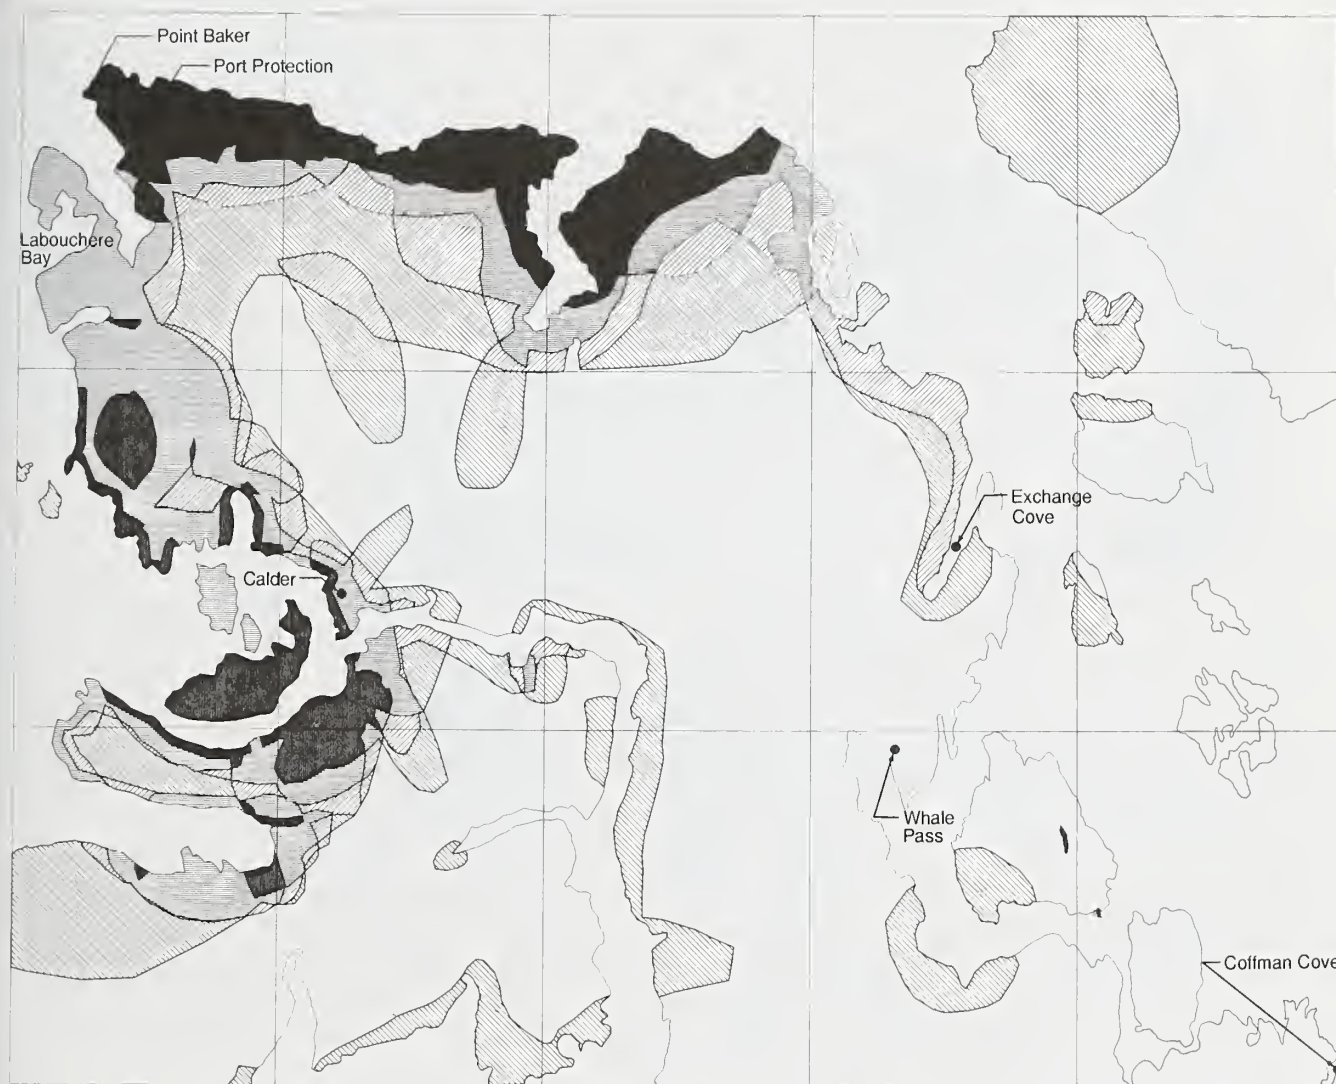 Point Baker
Port Protection
Labouchere
Bay
Exchange
Cove
Calder
Whale
Pass
Coffman Cove